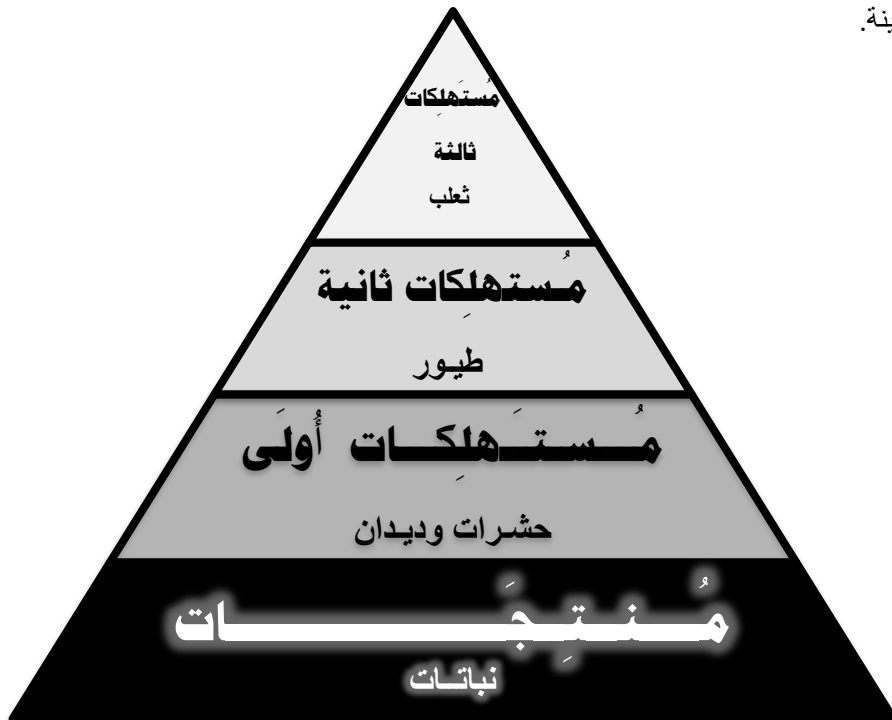 مُستَهلِكات
ثالثة
ثعلب
مُستهلِكات ثانية
طيور
مُستَهلِكات أُولَى
حشرات وديدان
مُنتِجَات
نباتات